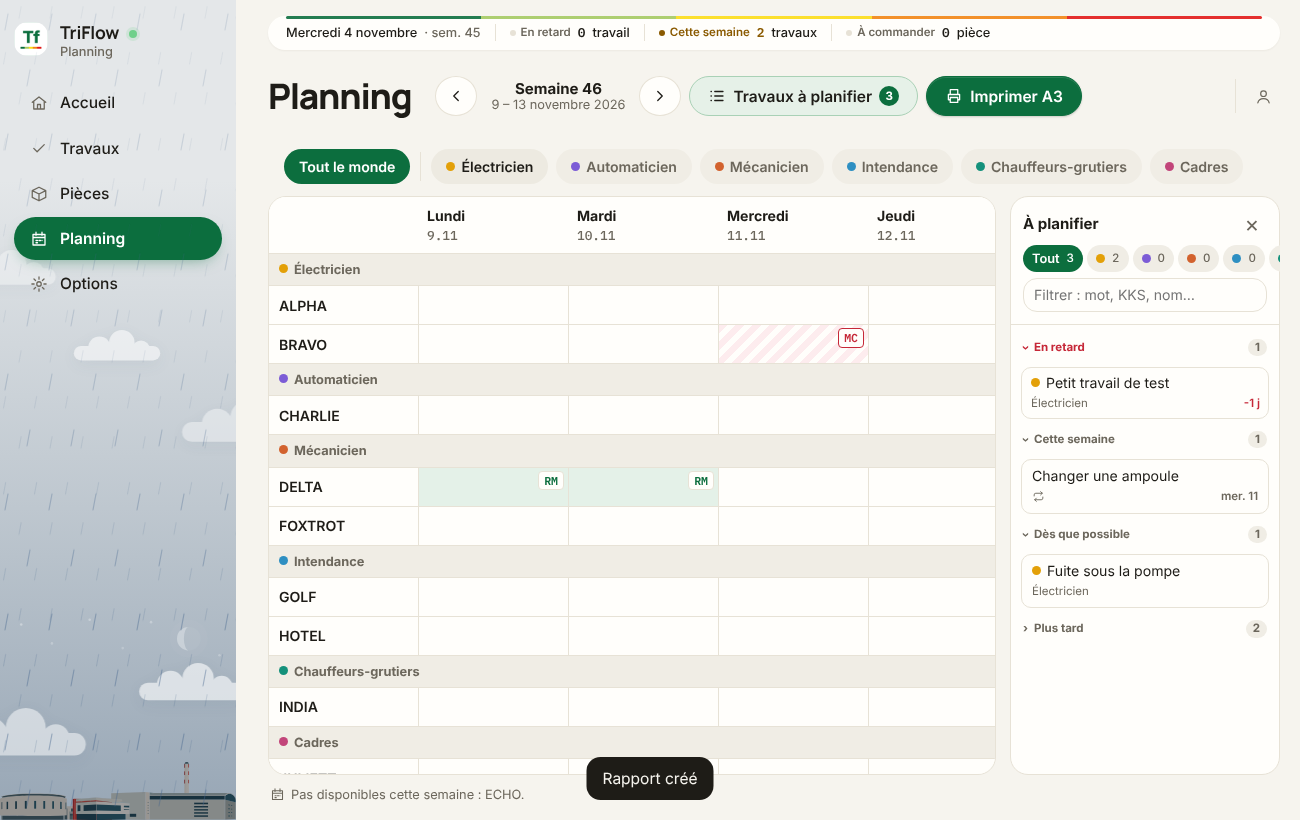 Tf
TriFlow
Planning
Accueil
Travaux
Pièces
Planning
Options
Mercredi 4 novembre · sem. 45
En retard 0 travail
Cette semaine 2 travaux
À commander 0 pièce
Planning
Semaine 46
9 – 13 novembre 2026
Travaux à planifier 3
Imprimer A3
Tout le monde
Électricien
Automaticien
Mécanicien
Intendance
Chauffeurs-grutiers
Cadres
Lundi Mardi Mercredi Jeudi
9.11 10.11 11.11 12.11
Électricien
ALPHA
BRAVO MC
Automaticien
CHARLIE
Mécanicien
DELTA RM RM
FOXTROT
Intendance
GOLF
HOTEL
Chauffeurs-grutiers
INDIA
Cadres
À planifier
Tout 3 2 0 0 0
Filtrer : mot, KKS, nom...
En retard 1
Petit travail de test
Électricien -1 j
Cette semaine 1
Changer une ampoule
mer. 11
Dès que possible 1
Fuite sous la pompe
Électricien
Plus tard 2
Rapport créé
Pas disponibles cette semaine : ECHO.